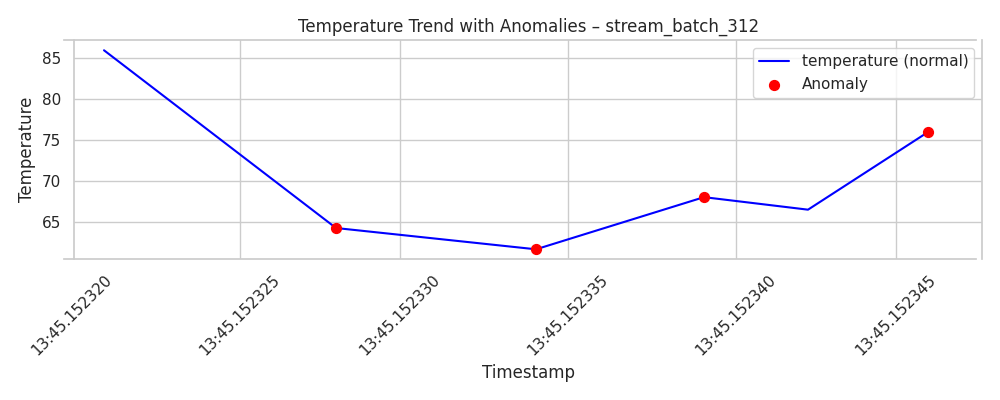 Temperature Trend with Anomalies – stream_batch_312
temperature (normal)
Anomaly
Temperature
85
80
75
70
65
13:45.152320
13:45.152325
13:45.152330
13:45.152335
13:45.152340
13:45.152345
Timestamp